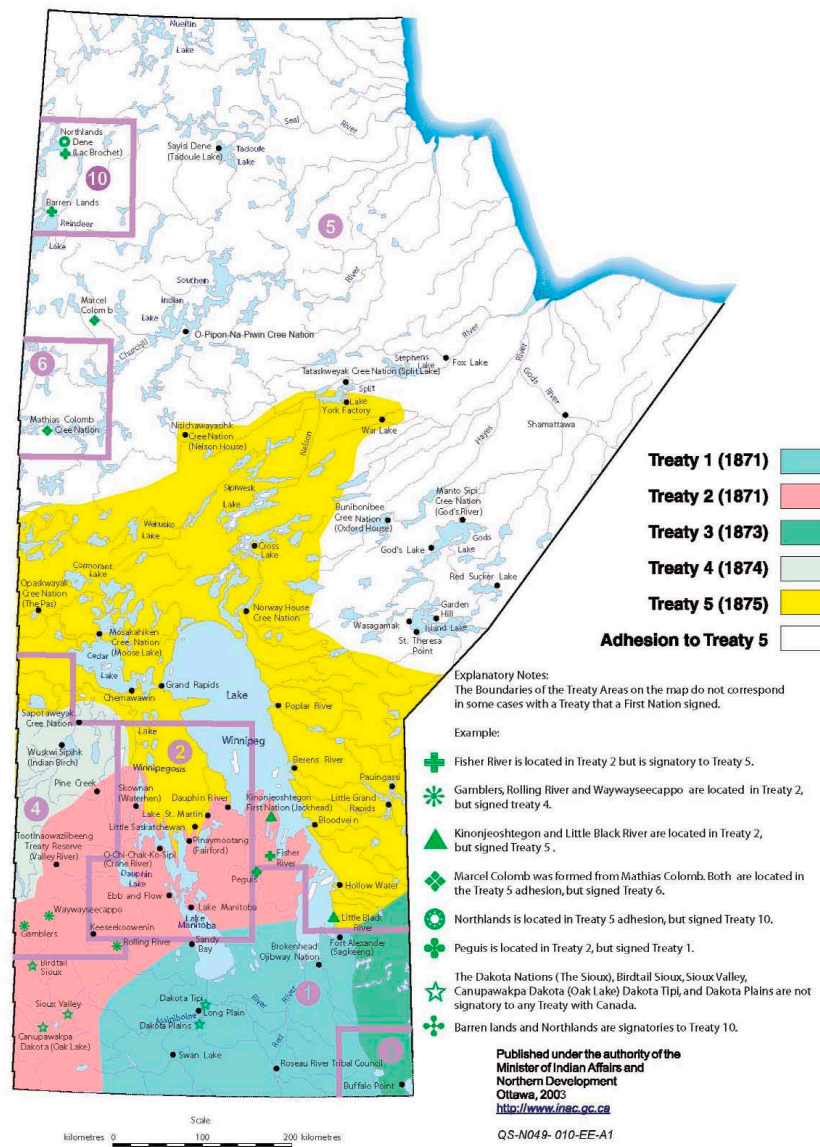 Nueltin
Lake
Northlands
Dene
(Lac Brochet)
10
Barren Lands
Reindeer
Lake
Seal
River
Sayisi Dene
(Tadoule Lake)
Tadoule
Lake
5
Southern
Indian
Lake
River
Marcel
Colom b
Churchill
O-Pipon-Na-Piwin Cree Nation
6
Mathias Colomb
Cree Nation
River
Stephens
Lake
Fox Lake
Tataskweyak Cree Nation (Split Lake)
Split
Lake
York Factory
War Lake
River
Gods
River
Hayes
Shamattawa
Nisichawayasihk
Cree Nation
(Nelson House)
Nelson
Sipiwesk
Lake
Manto Sipi
Cree Nation
(God's River)
Bunibonibee
Cree Nation
(Oxford House)
Gods
Lake
God's Lake
Red Sucker Lake
Wekusko
Lake
Cross
Lake
Cormorant
Lake
Opaskwayak
Cree Nation
(The Pas)
Norway House
Cree Nation
Garden
Hill
Wasagamak
Island Lake
St. Theresa
Point
Mosakahiken
Cree Nation
(Moose Lake)
Cedar
Lake
Chemawawin
Grand Rapids
Lake
Winnipeg
Poplar River
Sapotaweyak
Cree Nation
Wuskwi Sipihk
(Indian Birch)
Lake
Winnipegosis
2
Berens River
Pauingassi
Little Grand
Rapids
Bloodvein
Pine Creek
4
Skownan
(Waterhen)
Dauphin River
Lake St. Martin
Little Saskatchewan
Kinonjeoshtegon
First Nation (Jackhead)
Tootinaowaziibeeng
Treaty Reserve
(Valley River)
O-Chi-Chak-Ko-Sipi
(Crane River)
Pinaymootang
(Fairford)
Fisher
River
Dauphin
Lake
Peguis
Hollow Water
Ebb and Flow
Lake Manitoba
Waywayseecappo
Gamblers
Keeseekoowenin
Rolling River
Lake
Manitoba
Sandy
Bay
Little Black
River
Fort Alexander
(Sagkeeng)
Brokenhead
Ojibway Nation
Birdtail
Sioux
1
Sioux Valley
Dakota Tipi
Long Plain
River
River
Assiniboine
Dakota Plains
Red
Canupawakpa
Dakota (Oak Lake)
Swan Lake
Roseau River Tribal Council
Buffalo Point
Treaty 1 (1871)
Treaty 2 (1871)
Treaty 3 (1873)
Treaty 4 (1874)
Treaty 5 (1875)
Adhesion to Treaty 5
Explanatory Notes:
The Boundaries of the Treaty Areas on the map do not correspond
in some cases with a Treaty that a First Nation signed.
Example:
Fisher River is located in Treaty 2 but is signatory to Treaty 5.
Gamblers, Rolling River and Waywayseecappo are located in Treaty 2,
but signed treaty 4.
Kinonjeoshtegon and Little Black River are located in Treaty 2,
but signed Treaty 5 .
Marcel Colomb was formed from Mathias Colomb. Both are located in
the Treaty 5 adhesion, but signed Treaty 6.
Northlands is located in Treaty 5 adhesion, but signed Treaty 10.
Peguis is located in Treaty 2, but signed Treaty 1.
The Dakota Nations (The Sioux), Birdtail Sioux, Sioux Valley,
Canupawakpa Dakota (Oak Lake) Dakota Tipi, and Dakota Plains are not
signatory to any Treaty with Canada.
Barren lands and Northlands are signatories to Treaty 10.
Published under the authority of the
Minister of Indian Affairs and
Northern Development
Ottawa, 2003
http://www.inac.gc.ca
QS-N049- 010-EE-A1
Scale
kilometres 0 100 200 kilometres